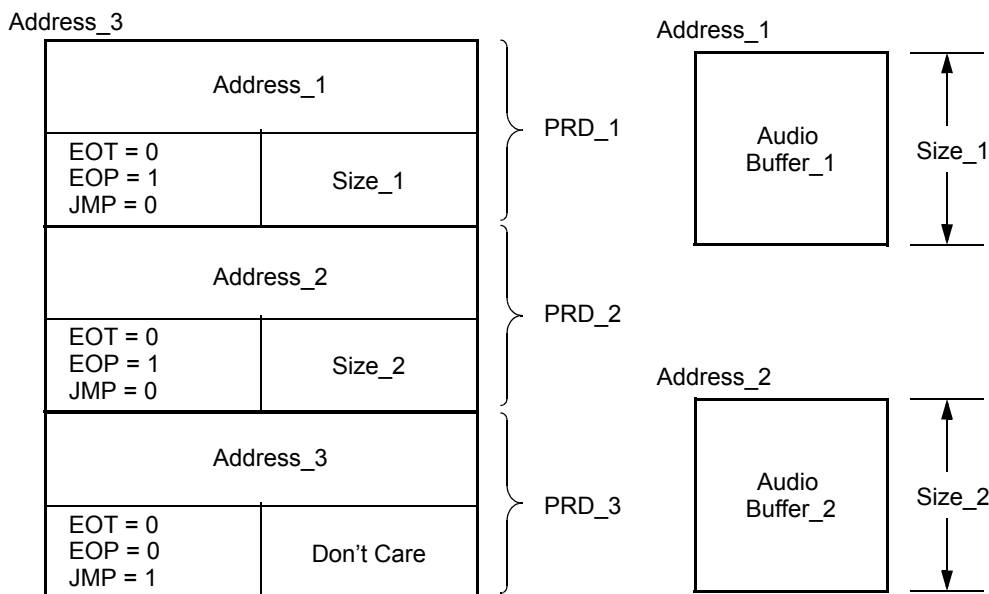 Address_3
Address_1
EOT = 0
EOP = 1
JMP = 0
Size_1
PRD_1
Address_2
EOT = 0
EOP = 1
JMP = 0
Size_2
PRD_2
Address_3
EOT = 0
EOP = 0
JMP = 1
Don't Care
PRD_3
Address_1
Audio
Buffer_1
Size_1
Address_2
Audio
Buffer_2
Size_2